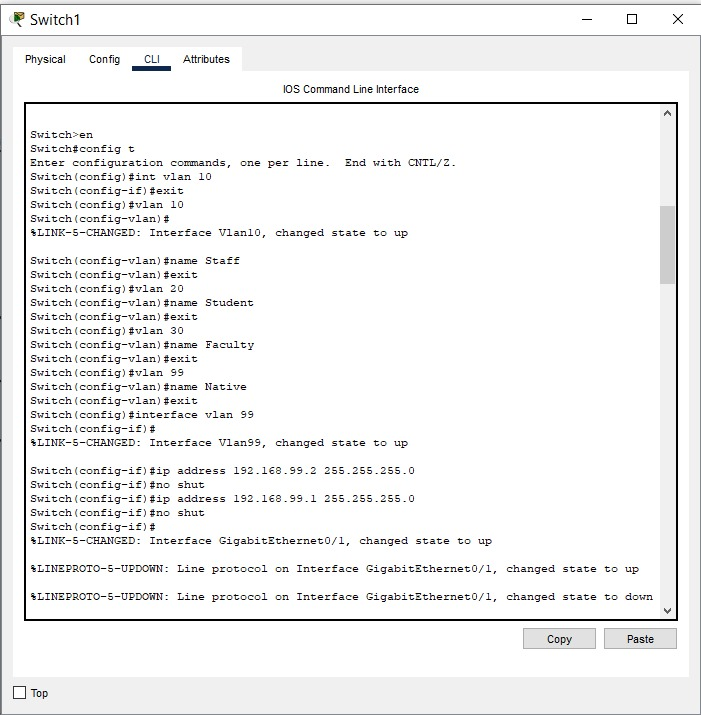 Switch1
Physical Config CLI Attributes
IOS Command Line Interface
Switch>en
Switch#config t
Enter configuration commands, one per line.  End with CNTL/Z.
Switch(config)#int vlan 10
Switch(config-if)#exit
Switch(config)#vlan 10
Switch(config-vlan)#
%LINK-5-CHANGED: Interface Vlan10, changed state to up
Switch(config-vlan)#name Staff
Switch(config-vlan)#exit
Switch(config)#vlan 20
Switch(config-vlan)#name Student
Switch(config-vlan)#exit
Switch(config)#vlan 30
Switch(config-vlan)#name Faculty
Switch(config-vlan)#exit
Switch(config)#vlan 99
Switch(config-vlan)#name Native
Switch(config-vlan)#exit
Switch(config)#interface vlan 99
Switch(config-if)#
%LINK-5-CHANGED: Interface Vlan99, changed state to up
Switch(config-if)#ip address 192.168.99.2 255.255.255.0
Switch(config-if)#no shut
Switch(config-if)#ip address 192.168.99.1 255.255.255.0
Switch(config-if)#no shut
Switch(config-if)#
%LINK-5-CHANGED: Interface GigabitEthernet0/1, changed state to up
%LINEPROTO-5-UPDOWN: Line protocol on Interface GigabitEthernet0/1, changed state to up
%LINEPROTO-5-UPDOWN: Line protocol on Interface GigabitEthernet0/1, changed state to down
Copy Paste
Top